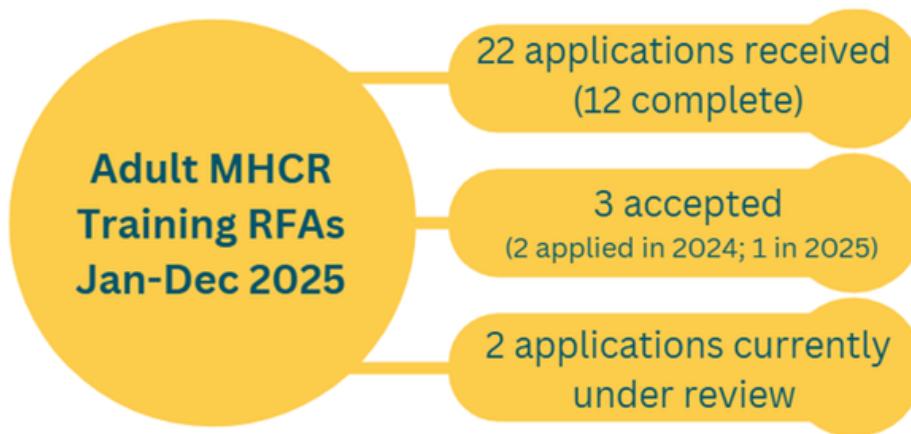 Adult MHCR
Training RFAs
Jan-Dec 2025
22 applications received
(12 complete)
3 accepted
(2 applied in 2024; 1 in 2025)
2 applications currently
under review